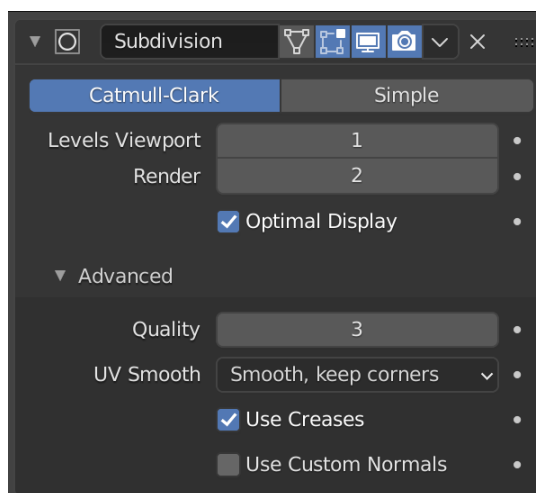 Subdivision
Catmull-Clark Simple
Levels Viewport 1
Render 2
Optimal Display
Advanced
Quality 3
UV Smooth Smooth, keep corners
Use Creases
Use Custom Normals